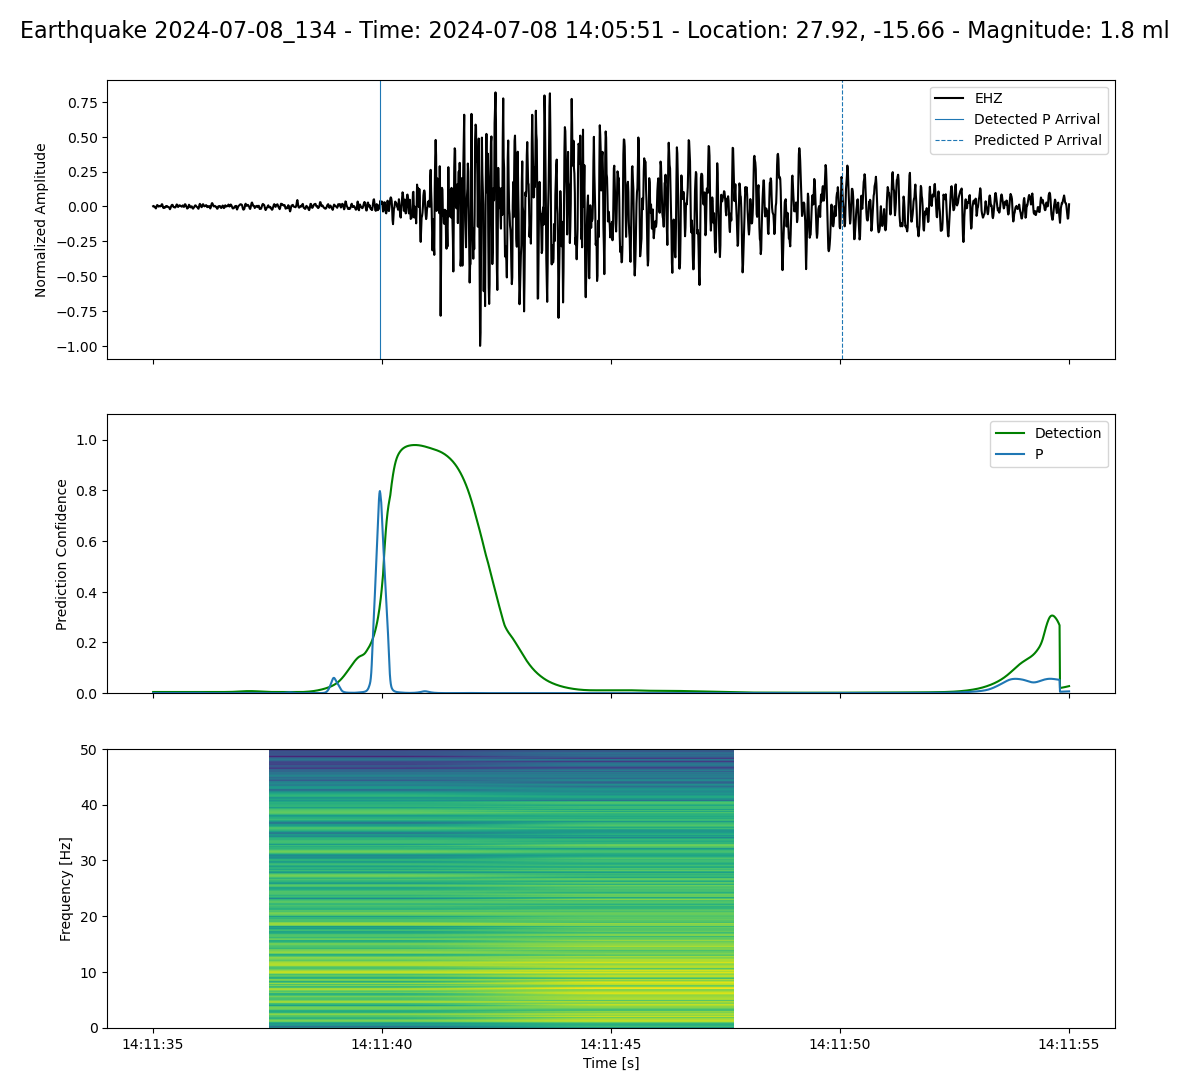 Earthquake 2024-07-08_134 - Time: 2024-07-08 14:05:51 - Location: 27.92, -15.66 - Magnitude: 1.8 ml
Normalized Amplitude
0.75
0.50
0.25
0.00
−0.25
−0.50
−0.75
−1.00
EHZ
Detected P Arrival
Predicted P Arrival
Prediction Confidence
1.0
0.8
0.6
0.4
0.2
0.0
Detection
P
Frequency [Hz]
50
40
30
20
10
0
14:11:35 14:11:40 14:11:45 14:11:50 14:11:55
Time [s]